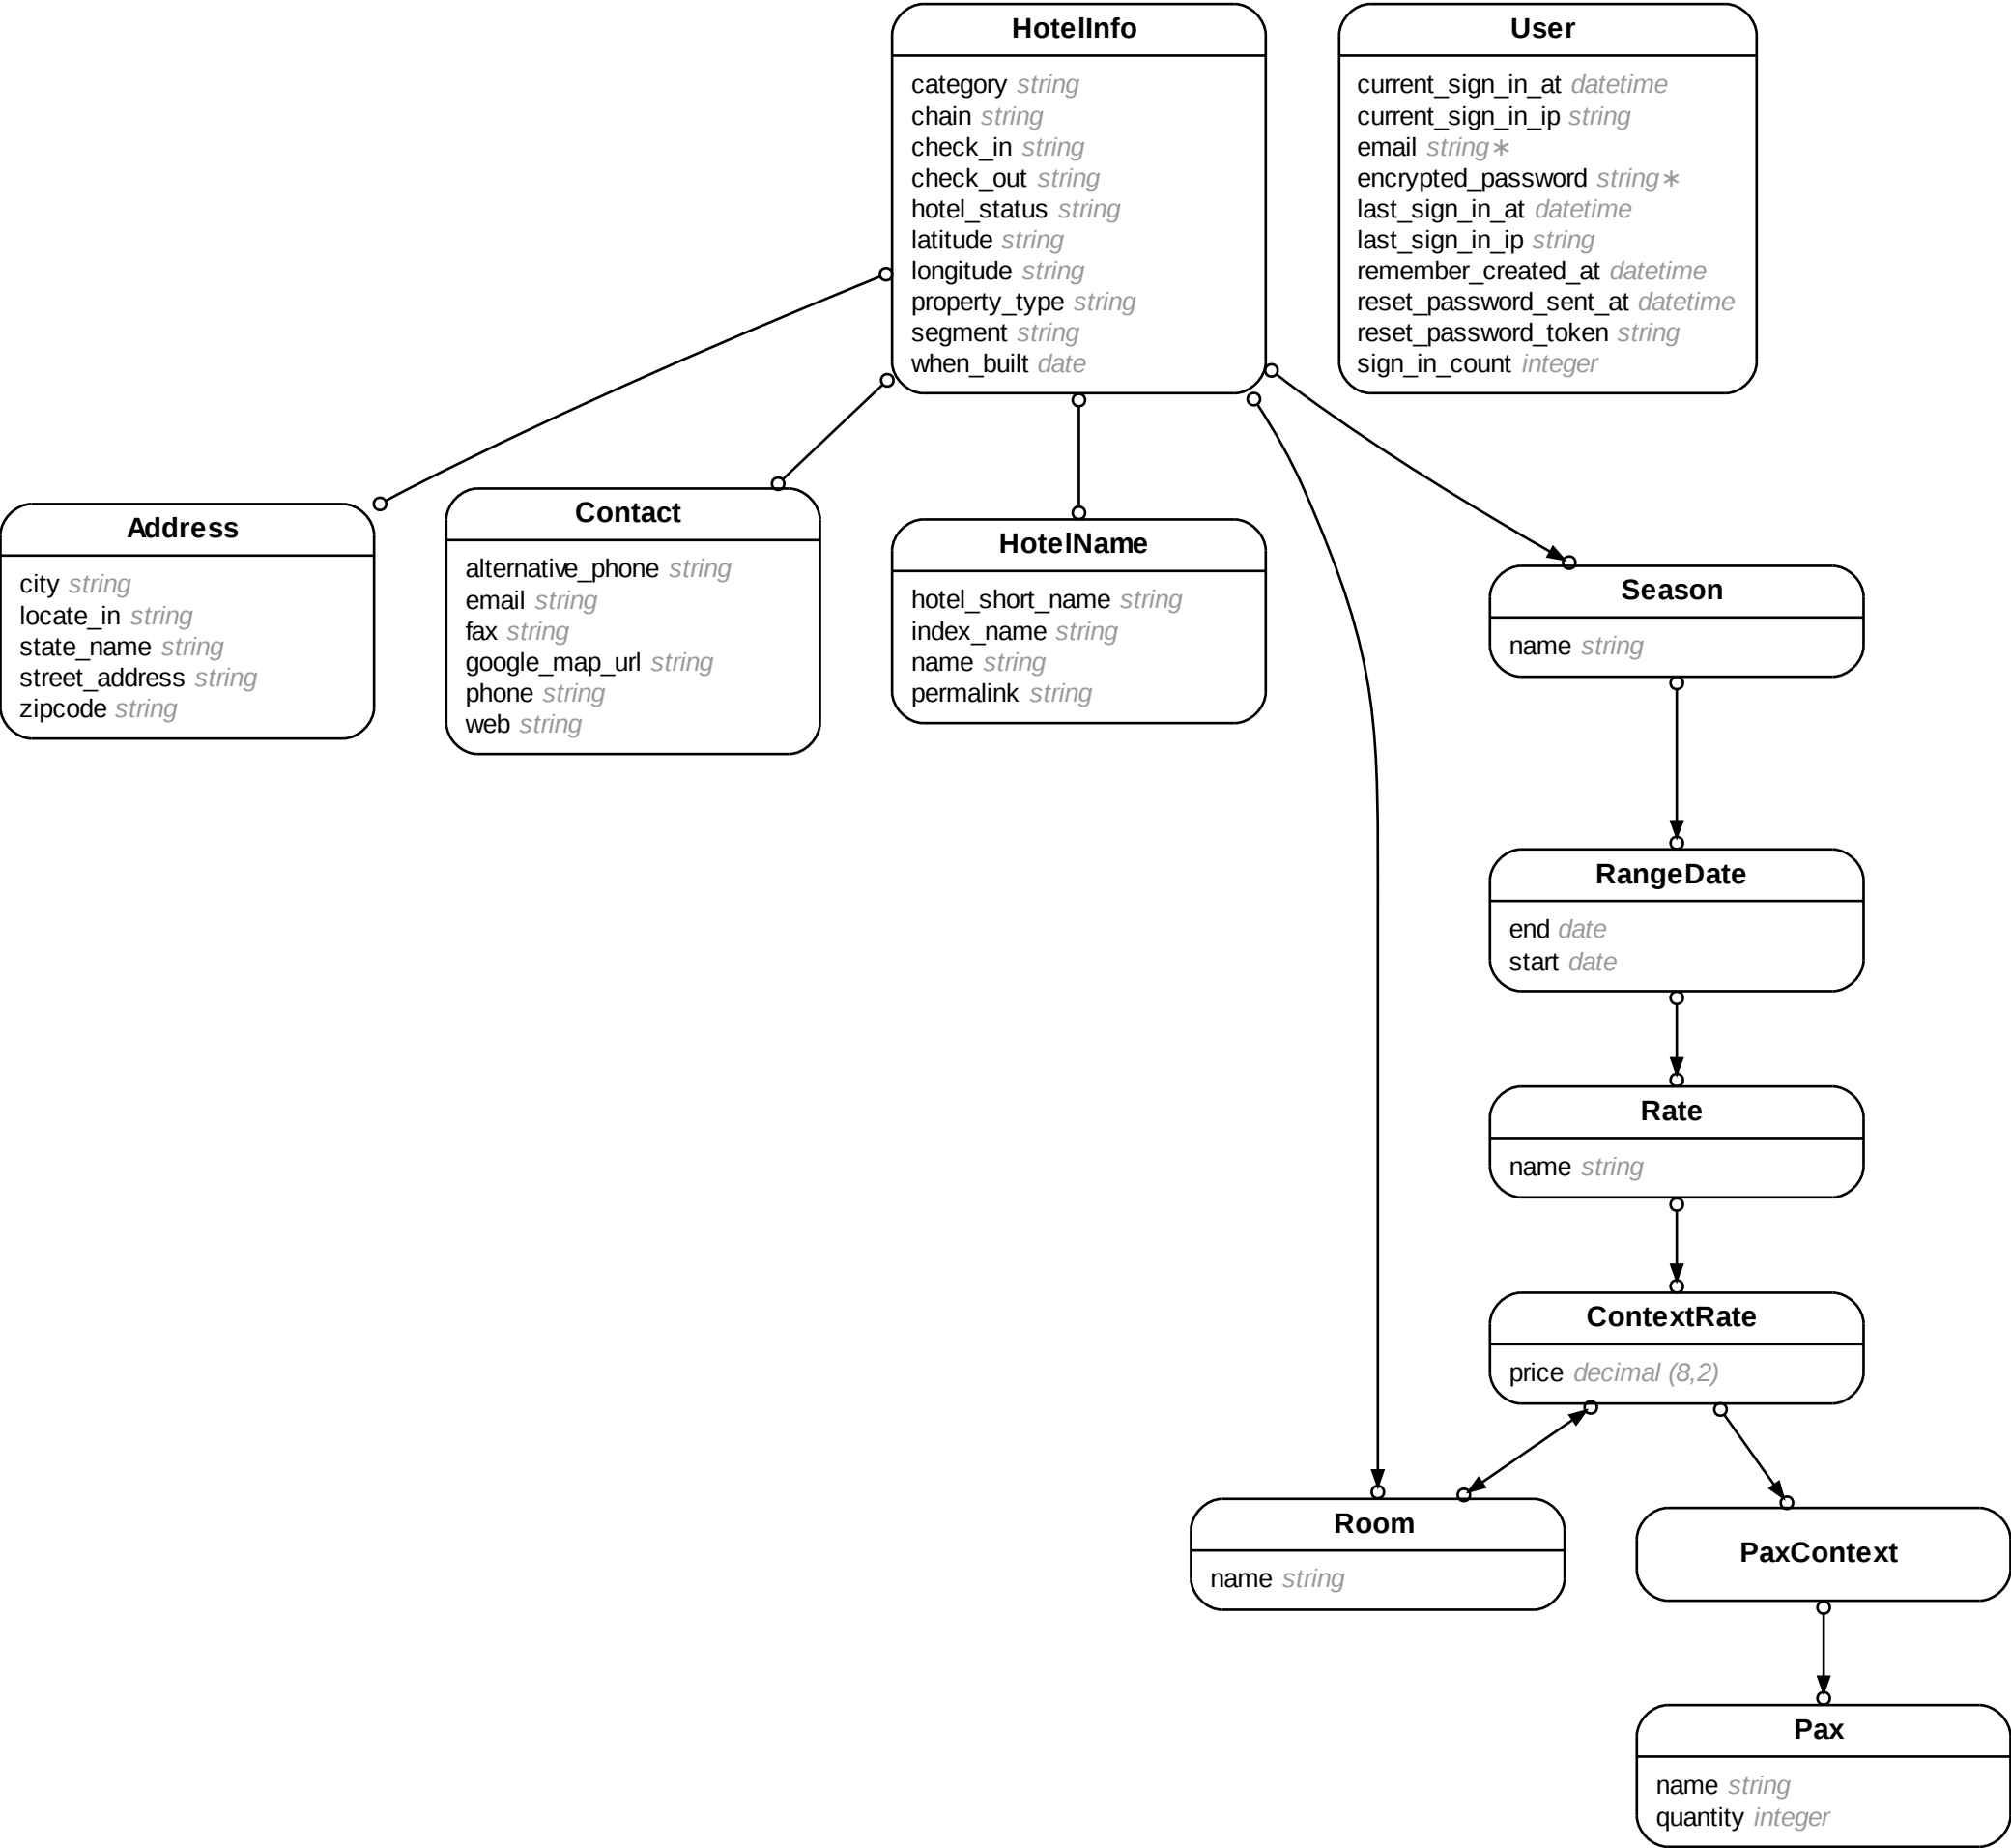 HotelInfo
category string
chain string
check_in string
check_out string
hotel_status string
latitude string
longitude string
property_type string
segment string
when_built date
User
current_sign_in_at datetime
current_sign_in_ip string
email string∗
encrypted_password string∗
last_sign_in_at datetime
last_sign_in_ip string
remember_created_at datetime
reset_password_sent_at datetime
reset_password_token string
sign_in_count integer
Address
city string
locate_in string
state_name string
street_address string
zipcode string
Contact
alternative_phone string
email string
fax string
google_map_url string
phone string
web string
HotelName
hotel_short_name string
index_name string
name string
permalink string
Season
name string
RangeDate
end date
start date
Rate
name string
ContextRate
price decimal (8,2)
Room
name string
PaxContext
Pax
name string
quantity integer